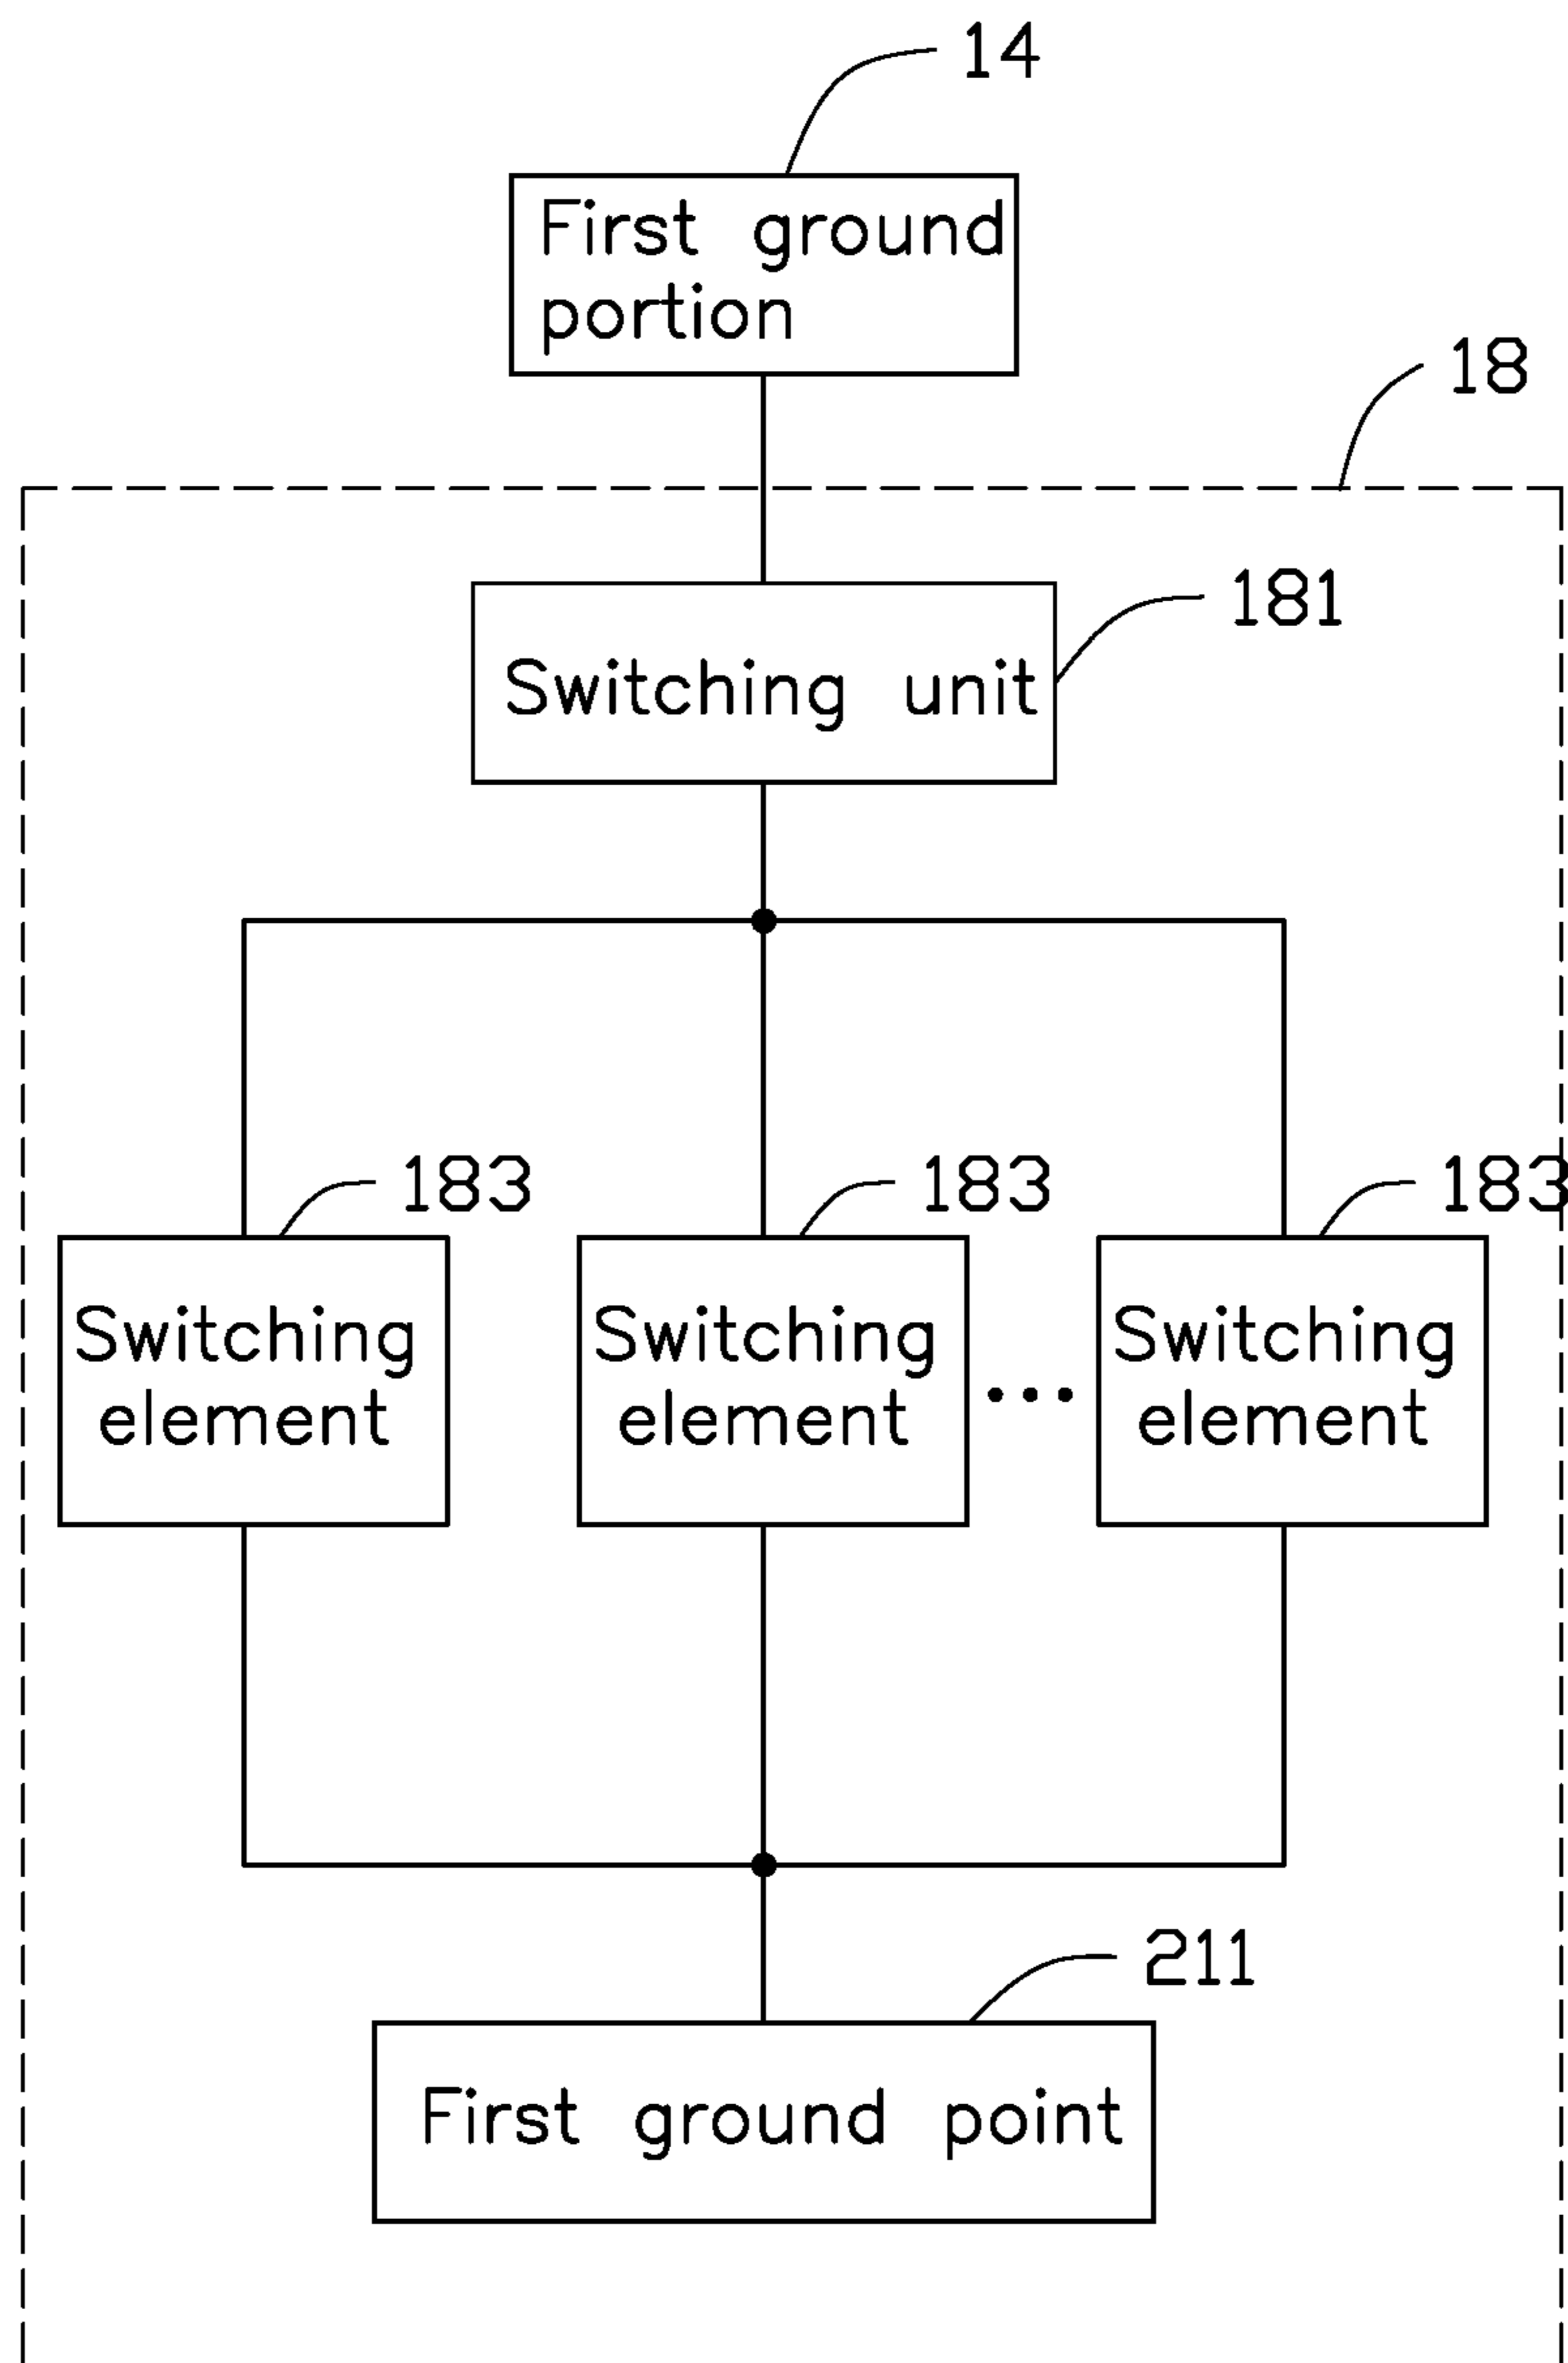 14
First ground
portion
18
181
Switching unit
183
183
183
Switching
element
Switching
element
...
Switching
element
211
First ground point